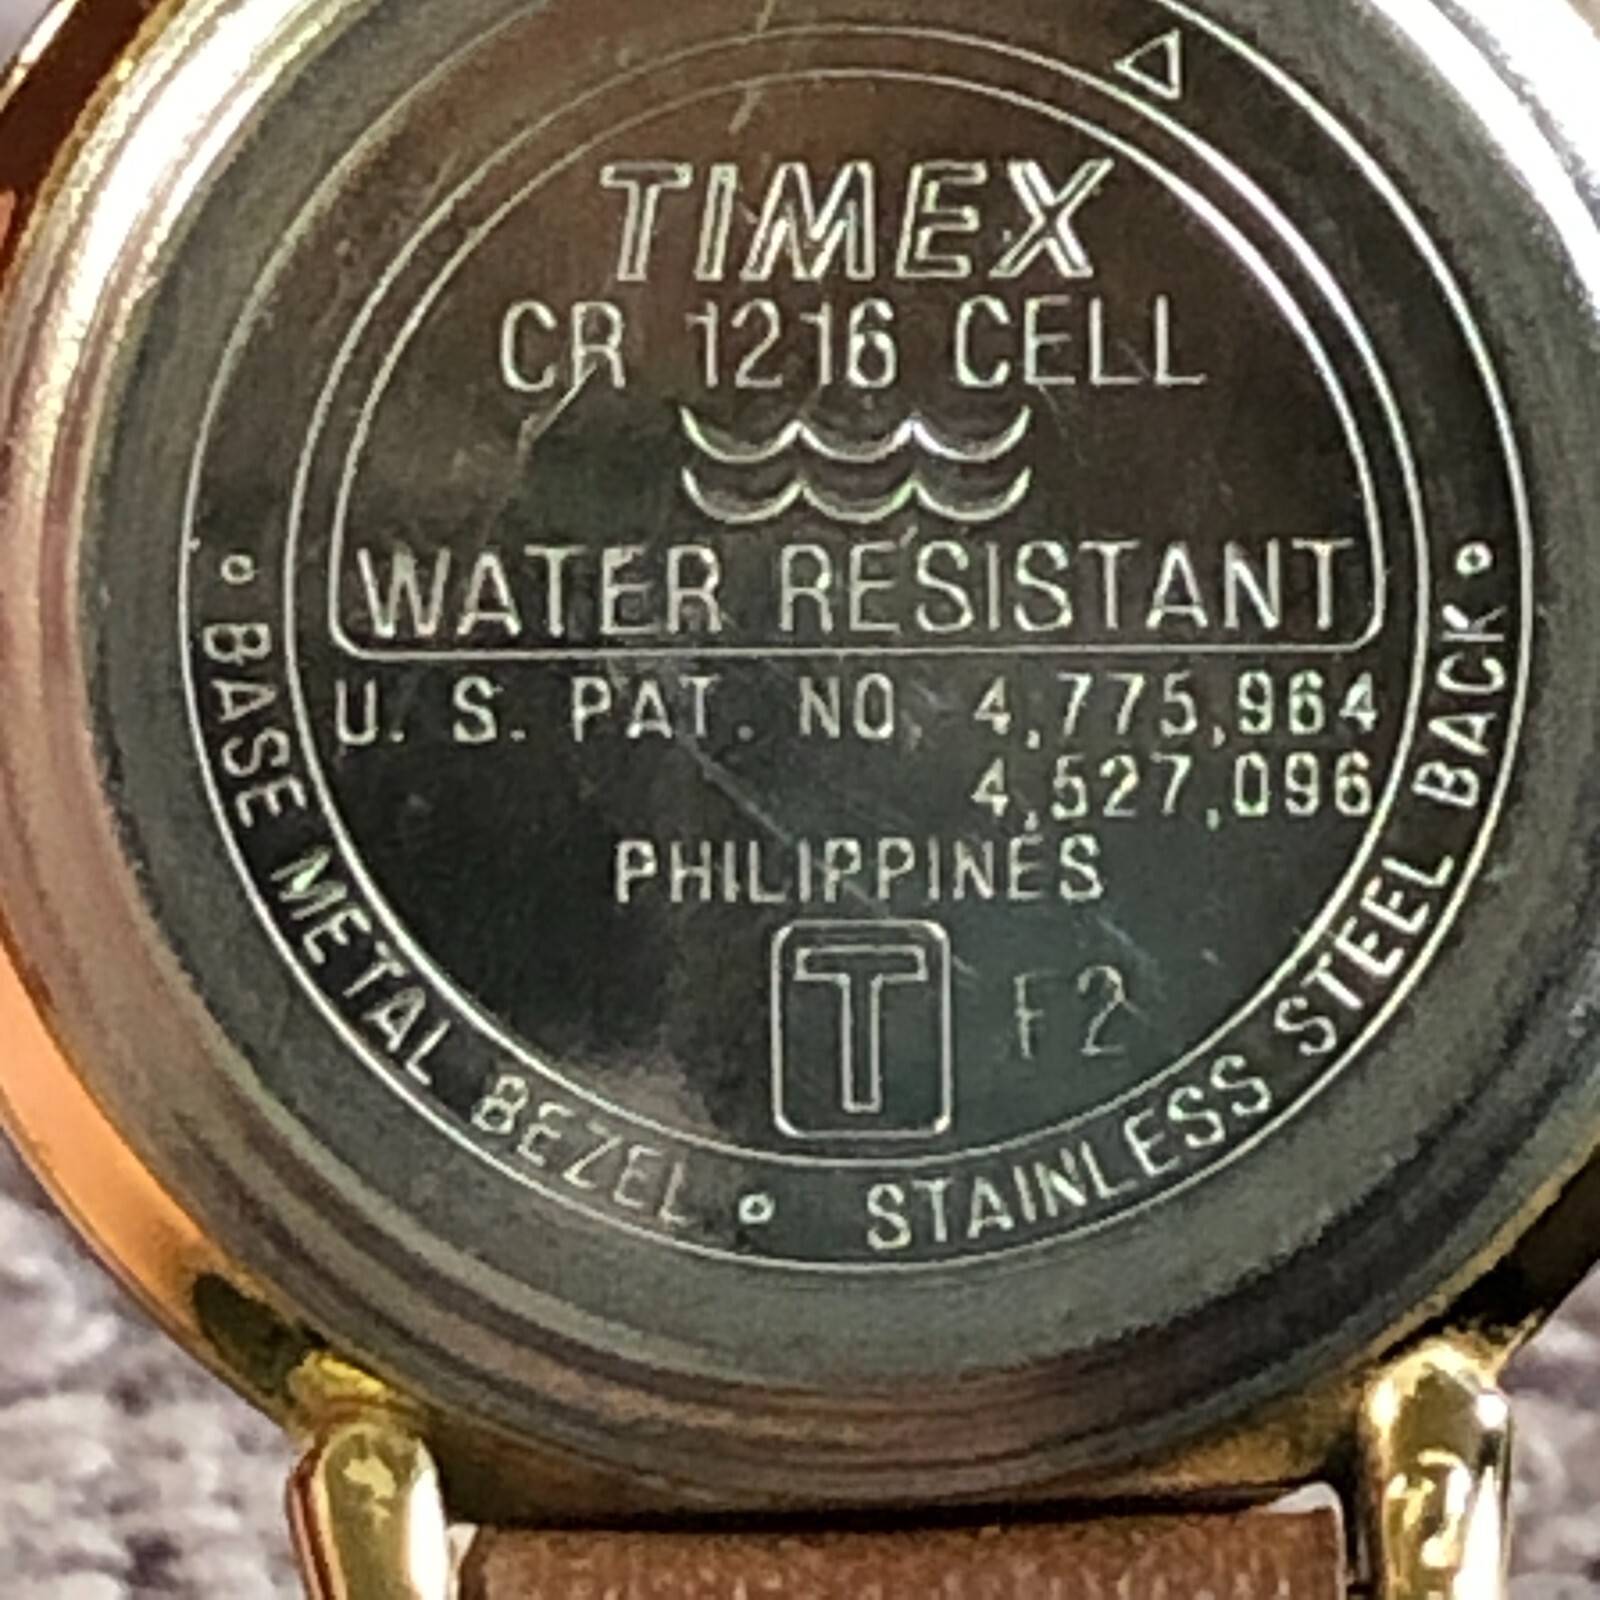 TIMEX
CR 1216 CELL
WATER RESISTANT
U. S. PAT. NO. 4,775,964
4,527,096
PHILIPPINES
T F2
BASE METAL BEZEL
STAINLESS STEEL BACK